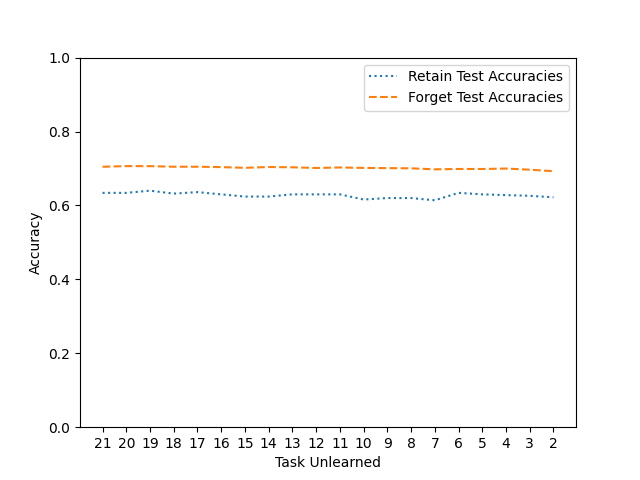 1.0
Retain Test Accuracies
Forget Test Accuracies
0.8
0.6
Accuracy
0.4
0.2
0.0
21 20 19 18 17 16 15 14 13 12 11 10 9 8 7 6 5 4 3 2
Task Unlearned